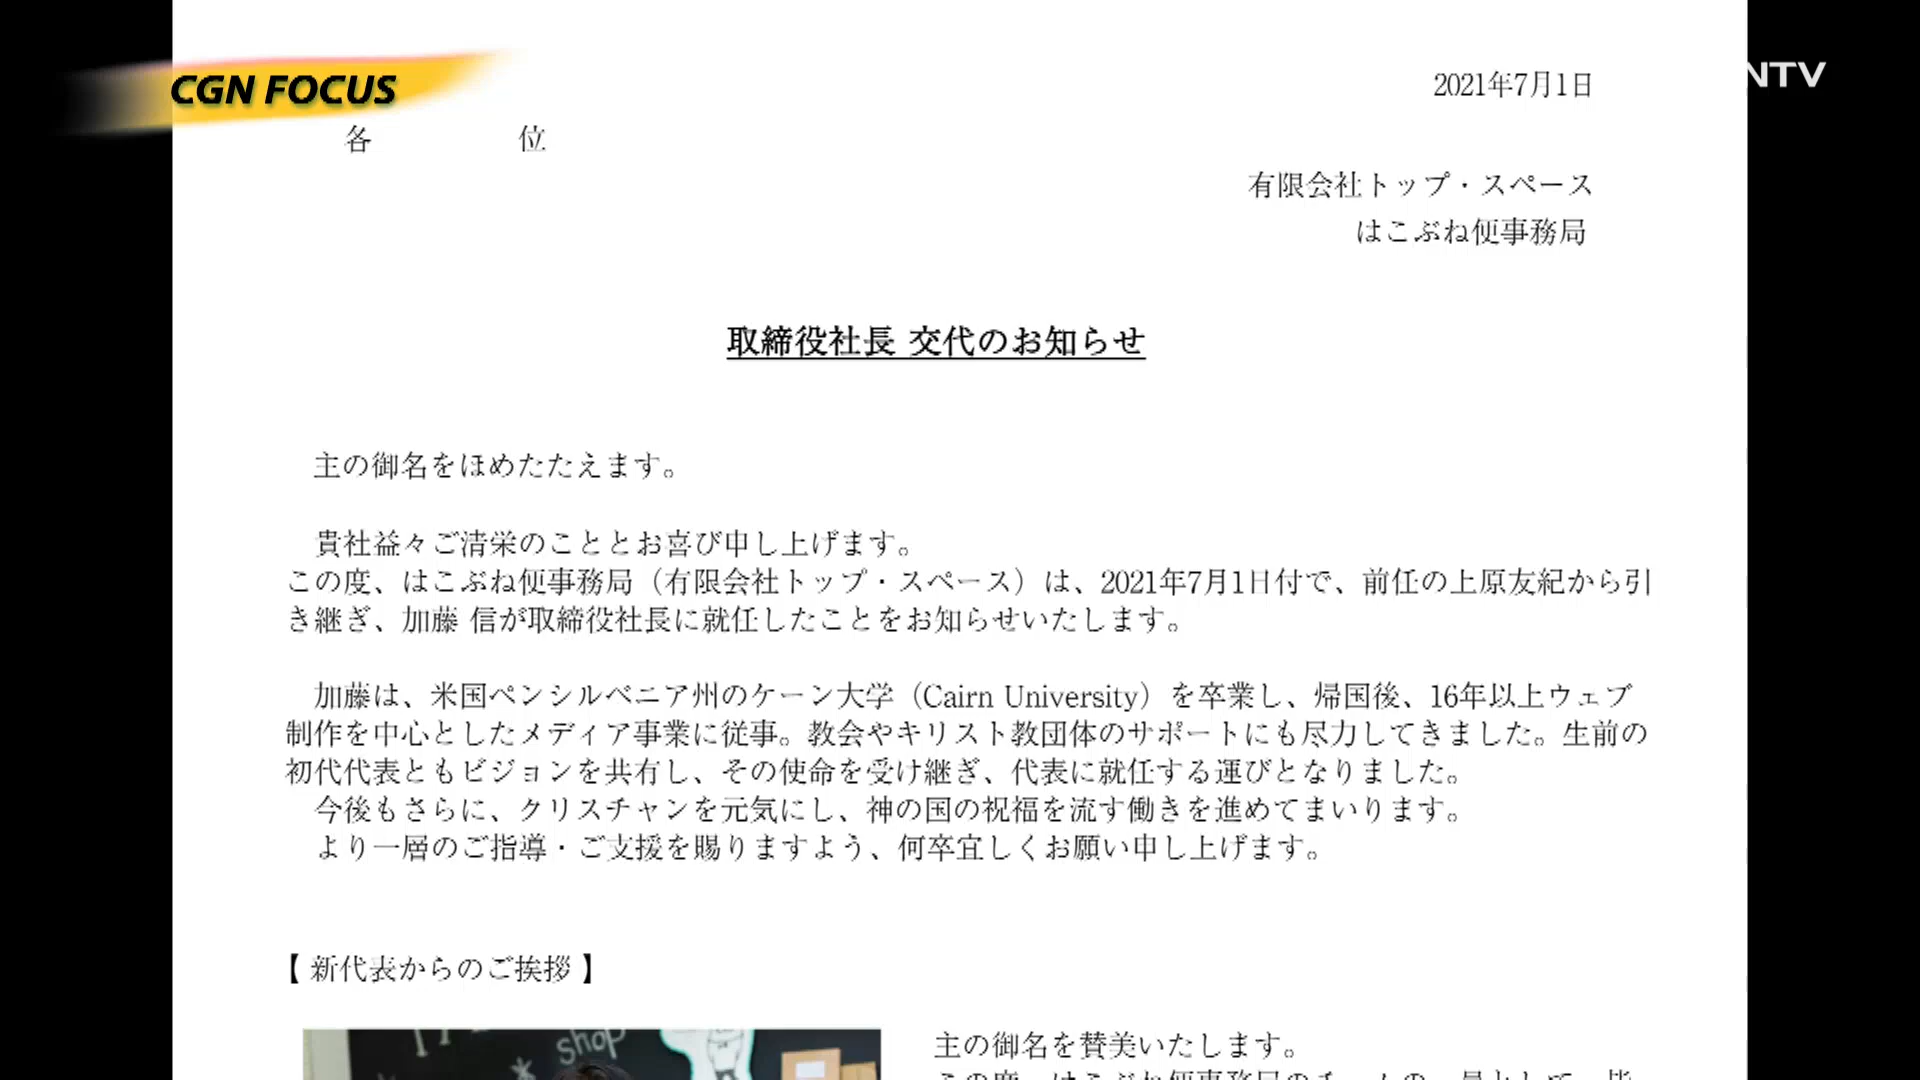 CGN FOCUS
NTV
2021年7月1日
各 位
有限会社トップ・スペース
はこぶね便事務局
取締役社長 交代のお知らせ
主の御名をほめたたえます。
貴社益々ご清栄のこととお喜び申し上げます。
この度、はこぶね便事務局（有限会社トップ・スペース）は、2021年7月1日付で、前任の上原友紀から引
き継ぎ、加藤 信が取締役社長に就任したことをお知らせいたします。
加藤は、米国ペンシルベニア州のケーン大学（Cairn University）を卒業し、帰国後、16年以上ウェブ
制作を中心としたメディア事業に従事。教会やキリスト教団体のサポートにも尽力してきました。生前の
初代代表ともビジョンを共有し、その使命を受け継ぎ、代表に就任する運びとなりました。
今後もさらに、クリスチャンを元気にし、神の国の祝福を流す働きを進めてまいります。
より一層のご指導・ご支援を賜りますよう、何卒宜しくお願い申し上げます。
【 新代表からのご挨拶 】
shop
主の御名を賛美いたします。